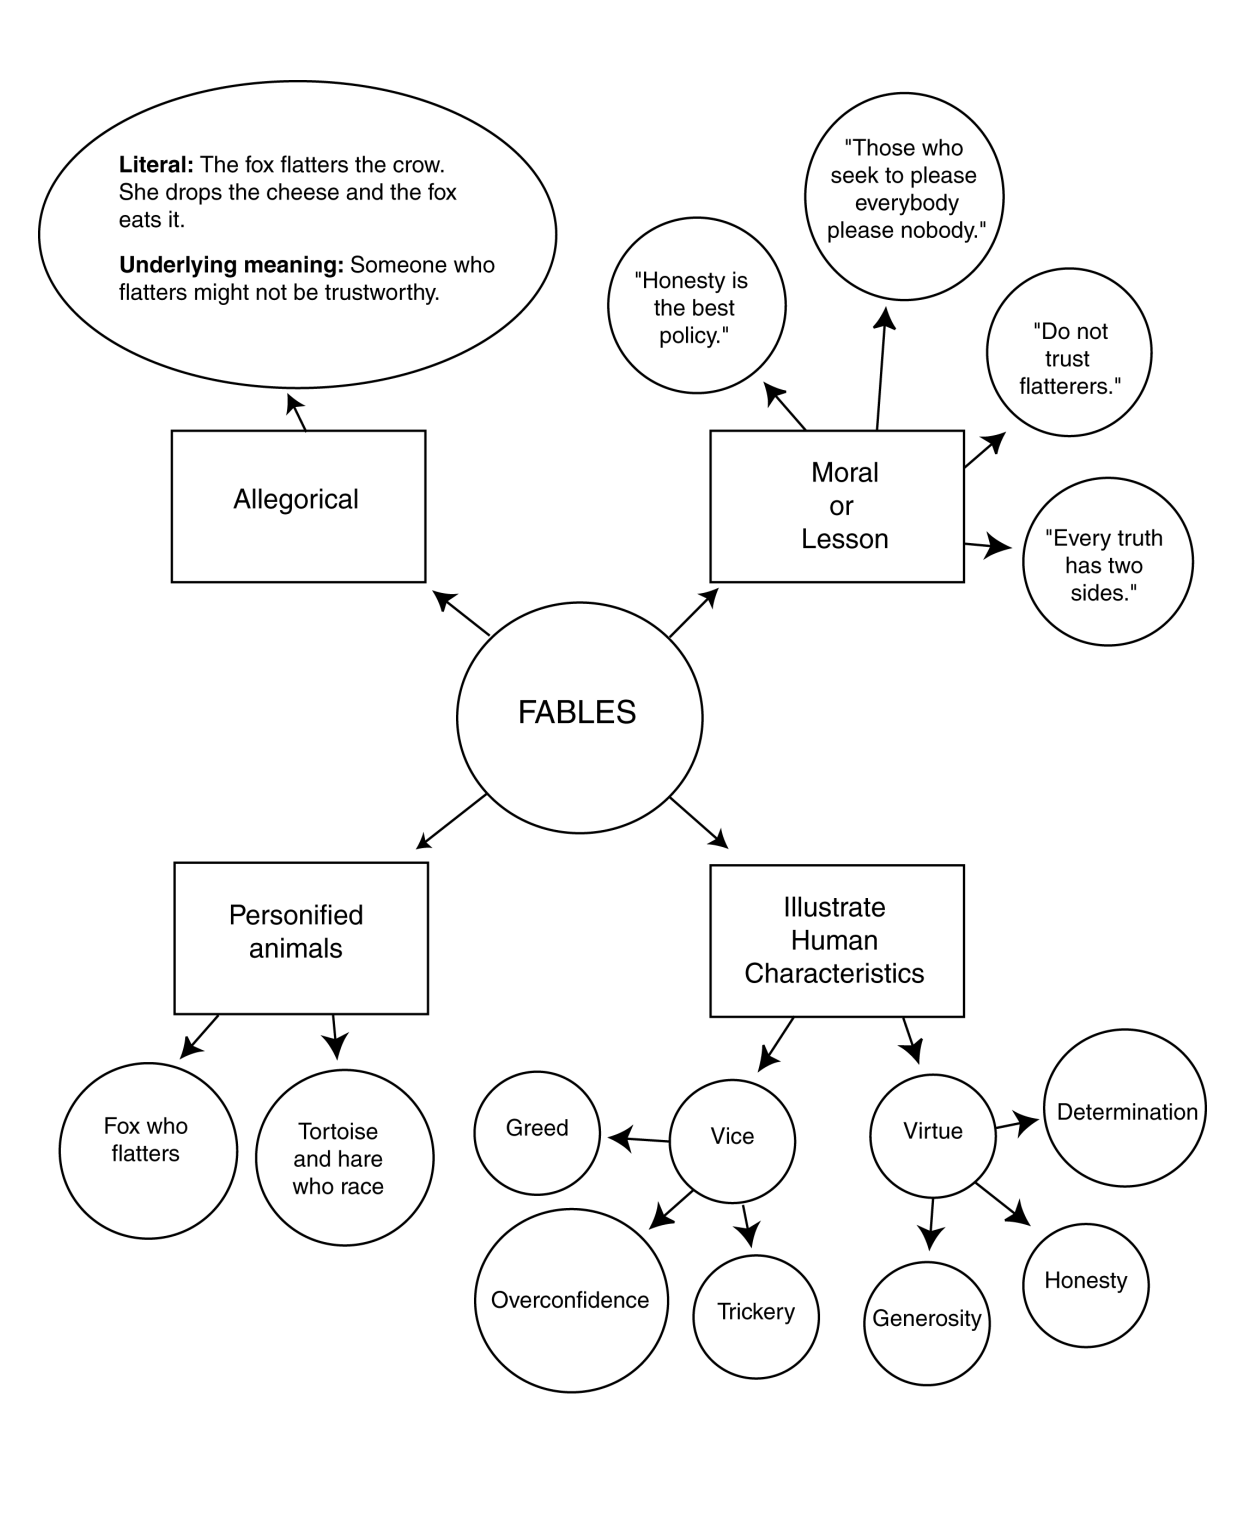 Literal: The fox flatters the crow.
She drops the cheese and the fox
eats it.
Underlying meaning: Someone who
flatters might not be trustworthy.
"Those who
seek to please
everybody
please nobody."
"Honesty is
the best
policy."
"Do not
trust
flatterers."
Allegorical
Moral
or
Lesson
"Every truth
has two
sides."
FABLES
Personified
animals
Illustrate
Human
Characteristics
Fox who
flatters
Tortoise
and hare
who race
Greed
Vice
Virtue
Determination
Overconfidence
Trickery
Generosity
Honesty